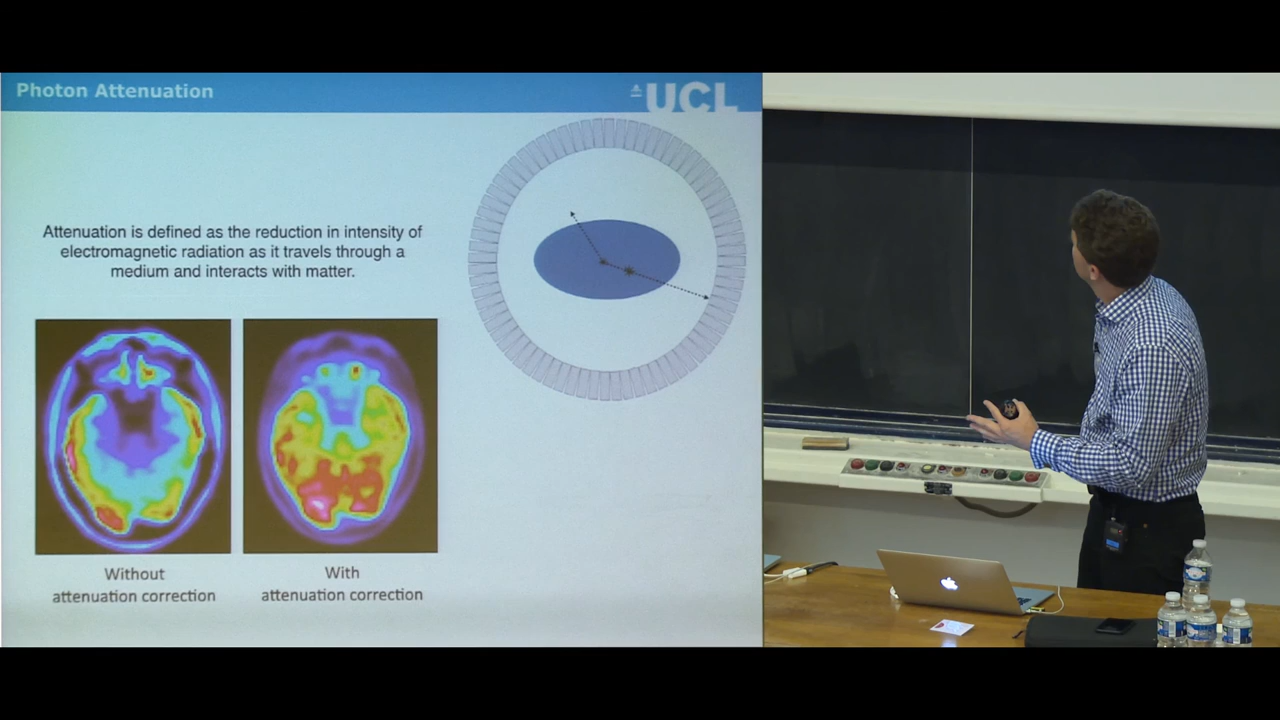 Photon Attenuation
UCL
Attenuation is defined as the reduction in intensity of
electromagnetic radiation as it travels through a
medium and interacts with matter.
Without
attenuation correction
With
attenuation correction